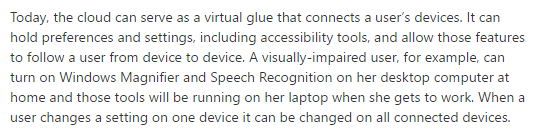 Today, the cloud can serve as a virtual glue that connects a user's devices. It can
hold preferences and settings, including accessibility tools, and allow those features
to follow a user from device to device. A visually-impaired user, for example, can
turn on Windows Magnifier and Speech Recognition on her desktop computer at
home and those tools will be running on her laptop when she gets to work. When a
user changes a setting on one device it can be changed on all connected devices.